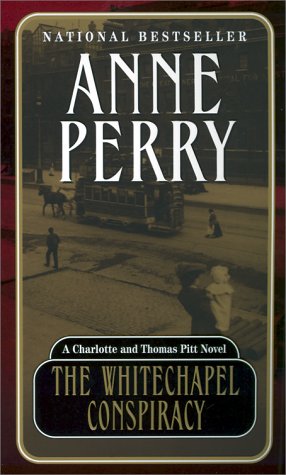 NATIONAL BESTSELLER
ANNE
PERRY
A Charlotte and Thomas Pitt Novel
THE WHITECHAPEL
CONSPIRACY